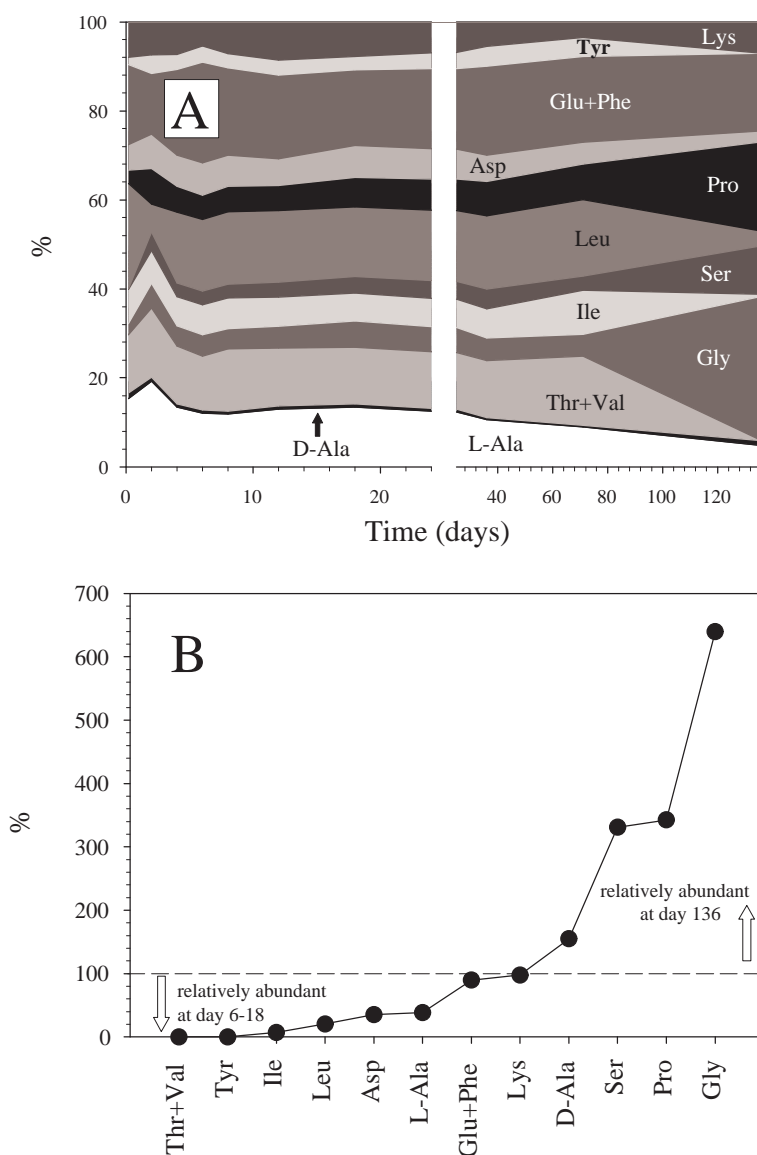 100
80
60
40
20
0
%
A
Lys
Tyr
Glu+Phe
Asp
Pro
Leu
Ser
Ile
Gly
Thr+Val
D-Ala
L-Ala
0 10 20 40 60 80 100 120
Time (days)
700
600
500
400
300
200
100
0
%
B
relatively abundant
at day 136
relatively abundant
at day 6-18
Thr+Val
Tyr
Ile
Leu
Asp
L-Ala
Glu+Phe
Lys
D-Ala
Ser
Pro
Gly